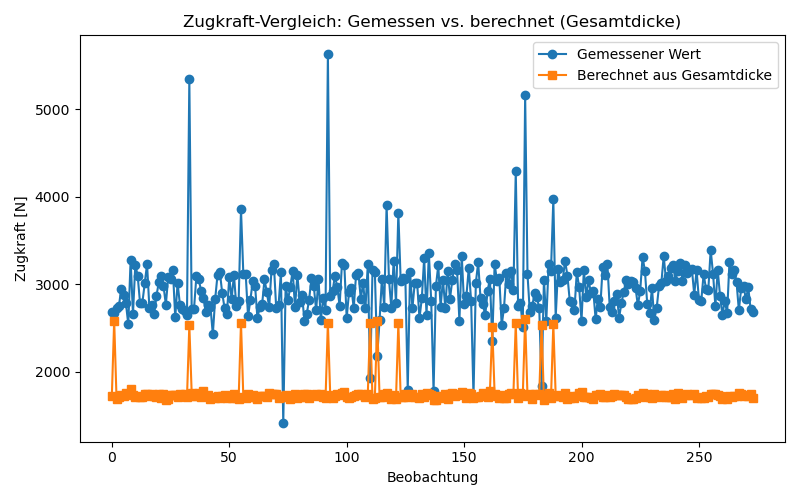 Zugkraft-Vergleich: Gemessen vs. berechnet (Gesamtdicke)
Gemessener Wert
Berechnet aus Gesamtdicke
Zugkraft [N]
5000
4000
3000
2000
0
50
100
150
200
250
Beobachtung